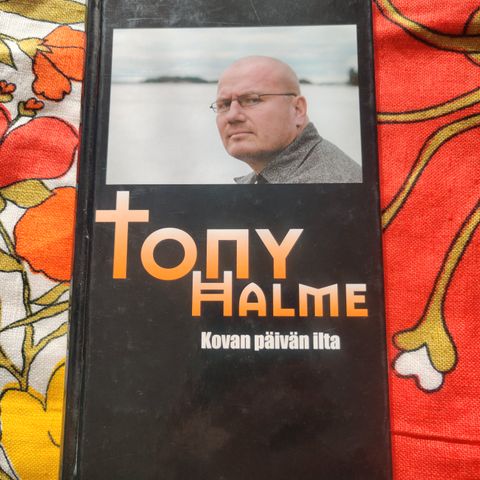 Tony
Halme
Kovan päivän ilta